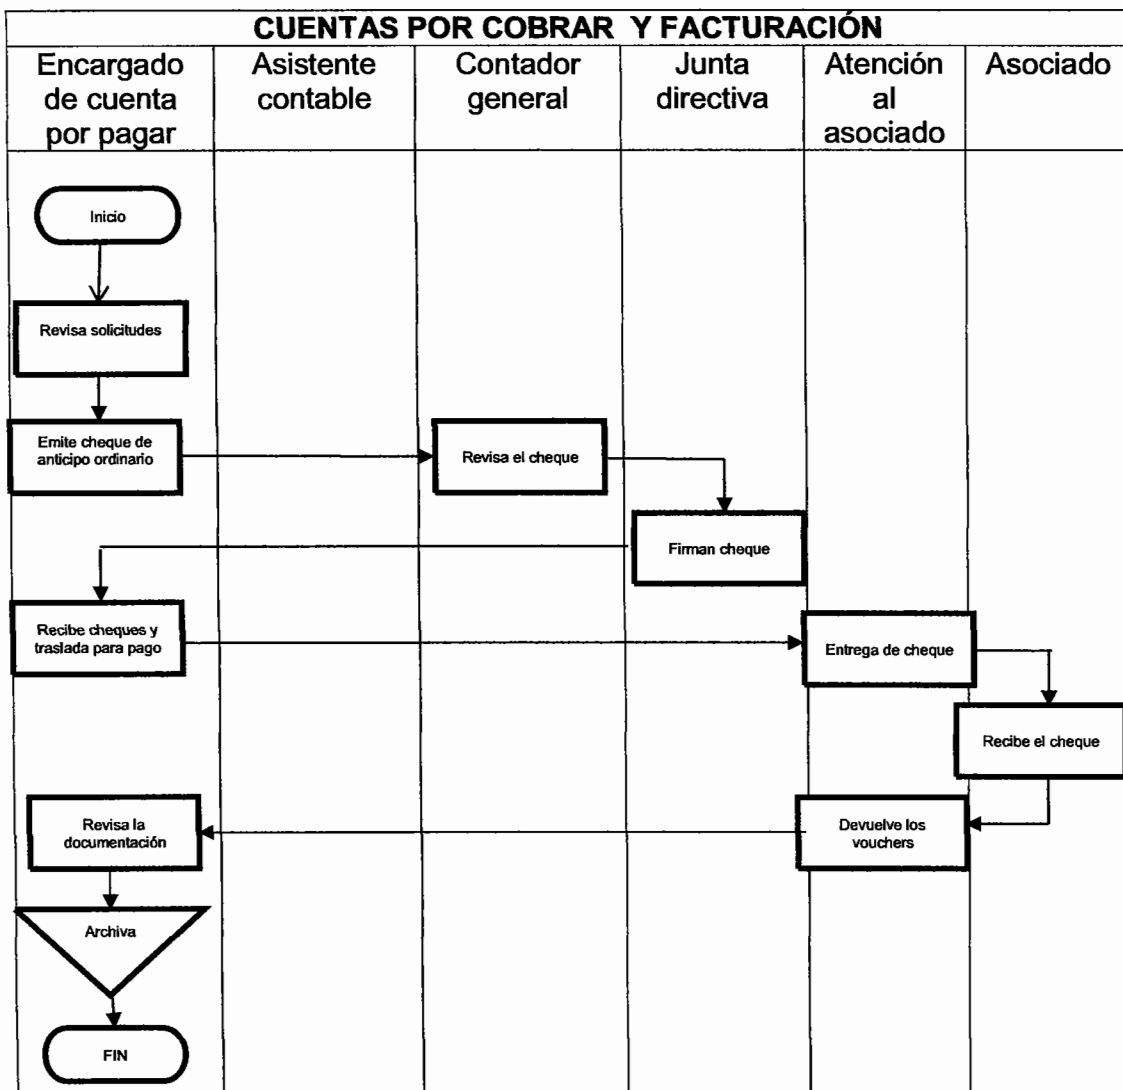 CUENTAS POR COBRAR Y FACTURACIÓN
Encargado
de cuenta
por pagar
Asistente
contable
Contador
general
Junta
directiva
Atención
al
asociado
Asociado
Inicio
Revisa solicitudes
Emite cheque de
anticipo ordinario
Revisa el cheque
Firman cheque
Recibe cheques y
traslada para pago
Entrega de cheque
Recibe el cheque
Devuelve los
vouchers
Revisa la
documentación
Archiva
FIN